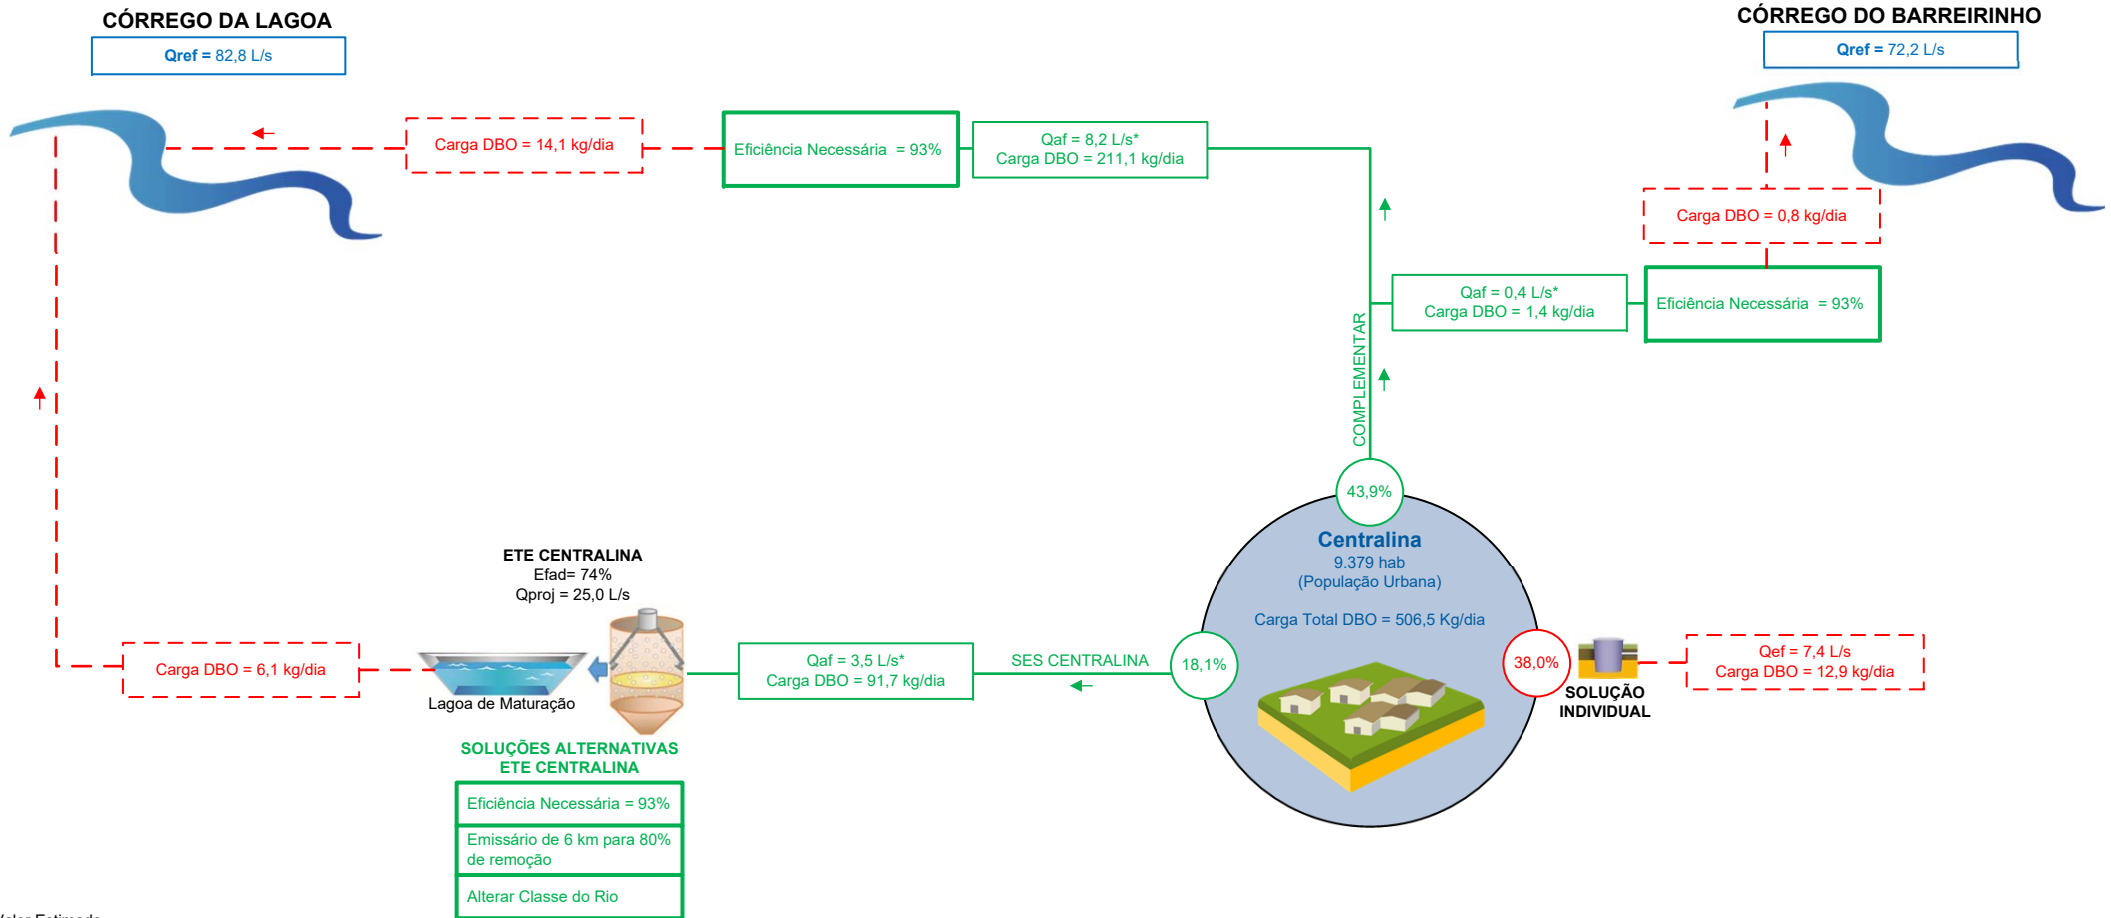 CÓRREGO DA LAGOA
Qref = 82,8 L/s
CÓRREGO DO BARREIRINHO
Qref = 72,2 L/s
Carga DBO = 14,1 kg/dia
Eficiência Necessária = 93%
Qaf = 8,2 L/s*
Carga DBO = 211,1 kg/dia
Carga DBO = 0,8 kg/dia
Qaf = 0,4 L/s*
Carga DBO = 1,4 kg/dia
Eficiência Necessária = 93%
COMPLEMENTAR
43,9%
Centralina
9.379 hab
(População Urbana)
Carga Total DBO = 506,5 Kg/dia
ETE CENTRALINA
Efad= 74%
Qproj = 25,0 L/s
Carga DBO = 6,1 kg/dia
Lagoa de Maturação
Qaf = 3,5 L/s*
Carga DBO = 91,7 kg/dia
SES CENTRALINA
18,1%
38,0%
SOLUÇÃO
INDIVIDUAL
Qef = 7,4 L/s
Carga DBO = 12,9 kg/dia
SOLUÇÕES ALTERNATIVAS
ETE CENTRALINA
Eficiência Necessária = 93%
Emissário de 6 km para 80%
de remoção
Alterar Classe do Rio